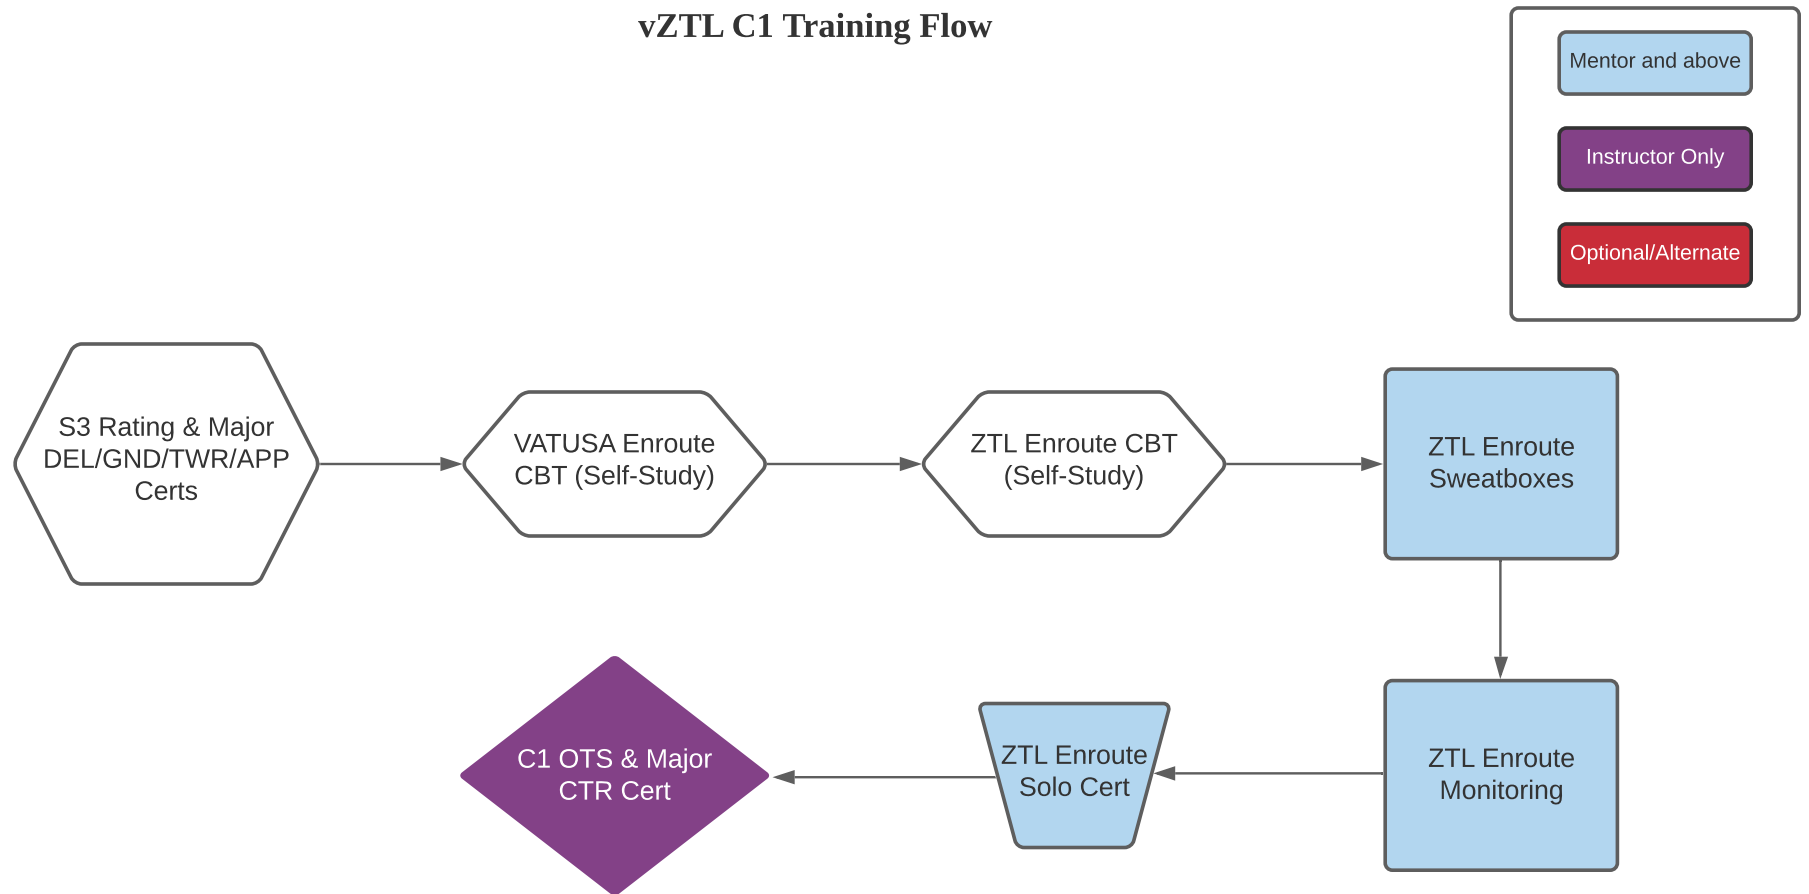 vZTL C1 Training Flow
Mentor and above
Instructor Only
Optional/Alternate
S3 Rating & Major
DEL/GND/TWR/APP
Certs
VATUSA Enroute
CBT (Self-Study)
ZTL Enroute CBT
(Self-Study)
ZTL Enroute
Sweatboxes
ZTL Enroute
Monitoring
ZTL Enroute
Solo Cert
C1 OTS & Major
CTR Cert